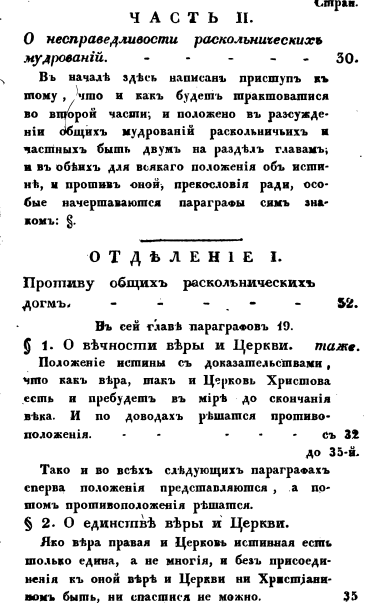 Стран.
ЧАСТЬ II.
О несправедливости раскольническихъ
мудрованій. - - - - - 30.
Въ началѣ здѣсь написанъ приступъ къ
тому, что и какъ будетъ трактоватися
во второй части; и положено въ разсужде-
ніи общихъ мудрованій раскольничьихъ и
частныхъ быть двумъ на раздѣлъ главамъ;
и въ обѣихъ для всякаго положенія объ исти-
нѣ, и противъ оной, прекословія ради, осо-
бые начертаваются параграфы симъ зна-
комъ: §.
ОТДѢЛЕНІЕ I.
Противу общихъ раскольническихъ
догмъ. - - - - - 32.
Въ сей главѣ параграфовъ 19.
§ 1. О вѣчности вѣры и Церкви. таже.
Положеніе истины съ доказательствами,
что какъ вѣра, такъ и Церковь Христова
есть и пребудетъ въ мірѣ до скончанія
вѣка. И по доводахъ рѣшатся противо-
положенія. - - - - съ 32
до 35-й.
Тако и во всѣхъ слѣдующихъ параграфахъ
сперва положенія представляются, а по-
томъ противоположенія рѣшатся.
§ 2. О единствѣ вѣры и Церкви.
Яко вѣра правая и Церковь истивная есть
только едина, а не многія, и безъ присоеди-
ненія къ оной вѣрѣ и Церкви ни Христіани-
номъ быть, ни спастися не можно. 35